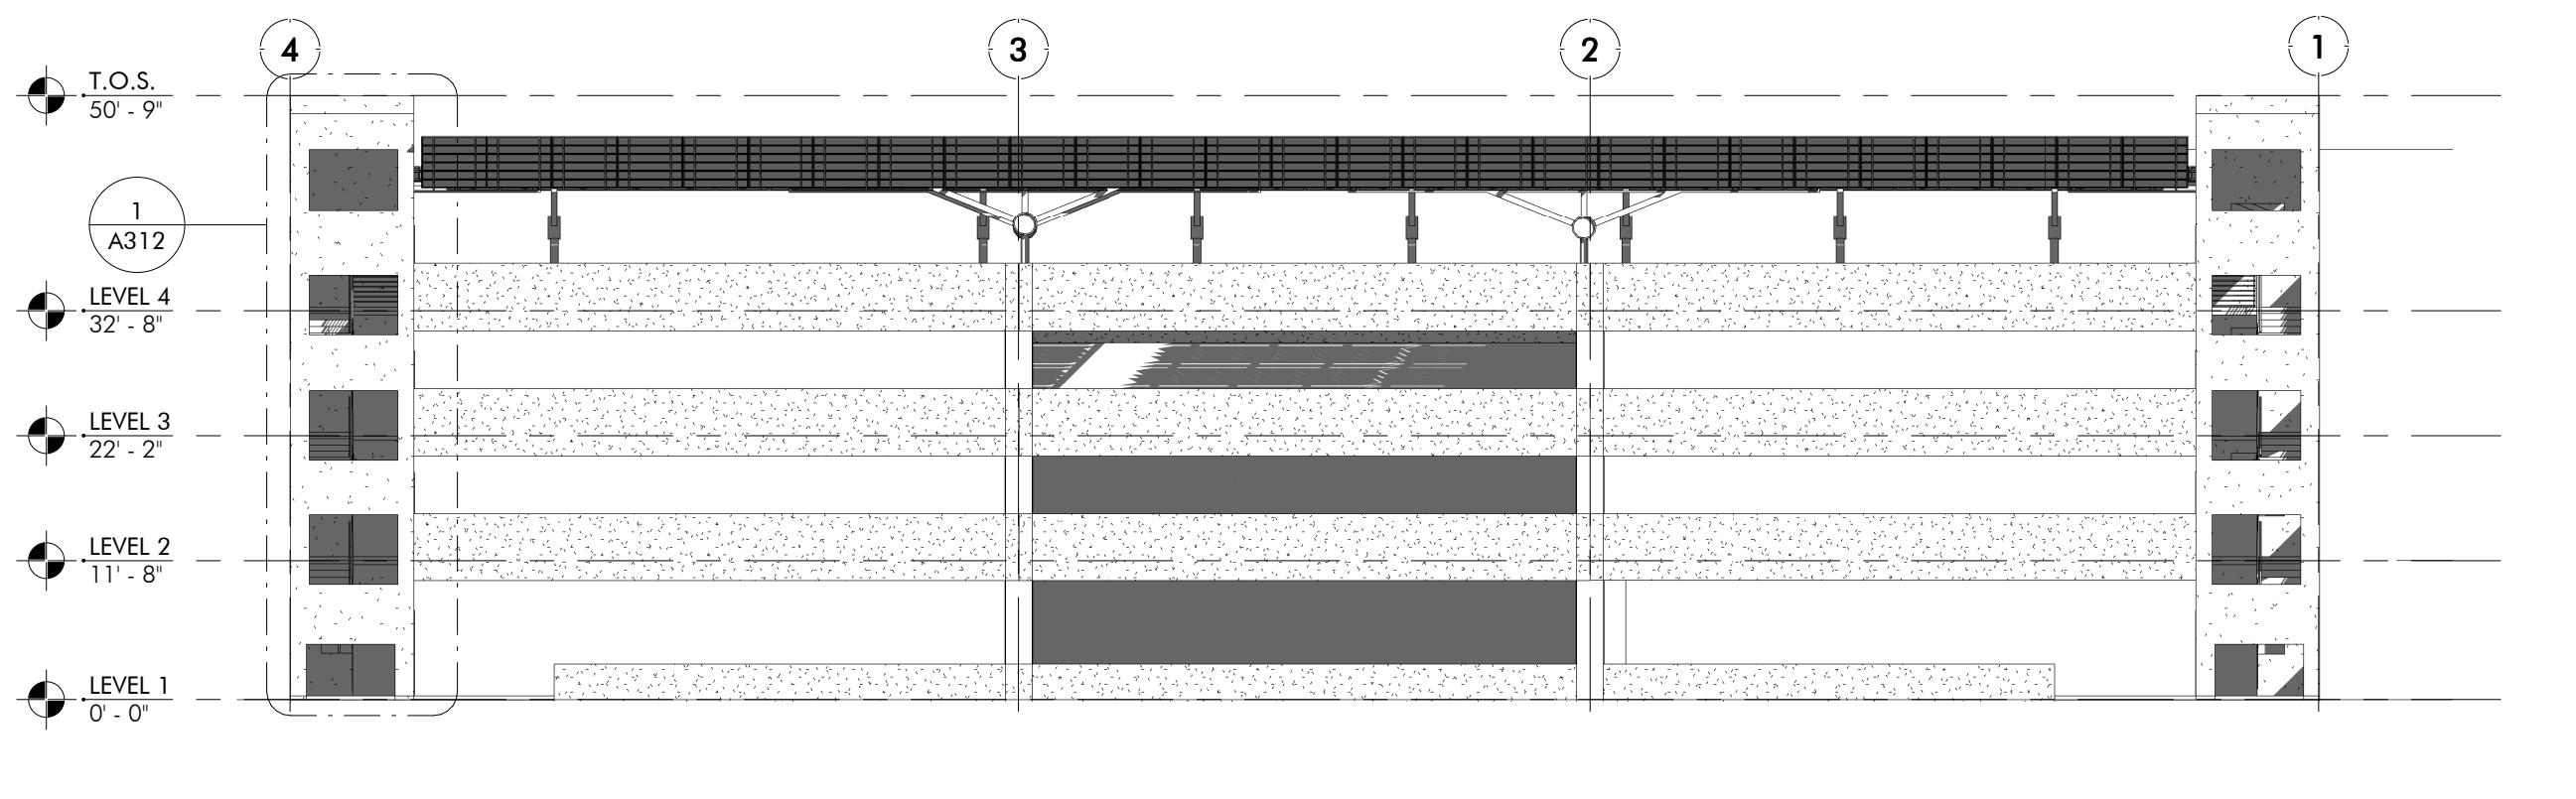 4
3
2
1
T.O.S.
50' - 9"
1
A312
LEVEL 4
32' - 8"
LEVEL 3
22' - 2"
LEVEL 2
11' - 8"
LEVEL 1
0' - 0"